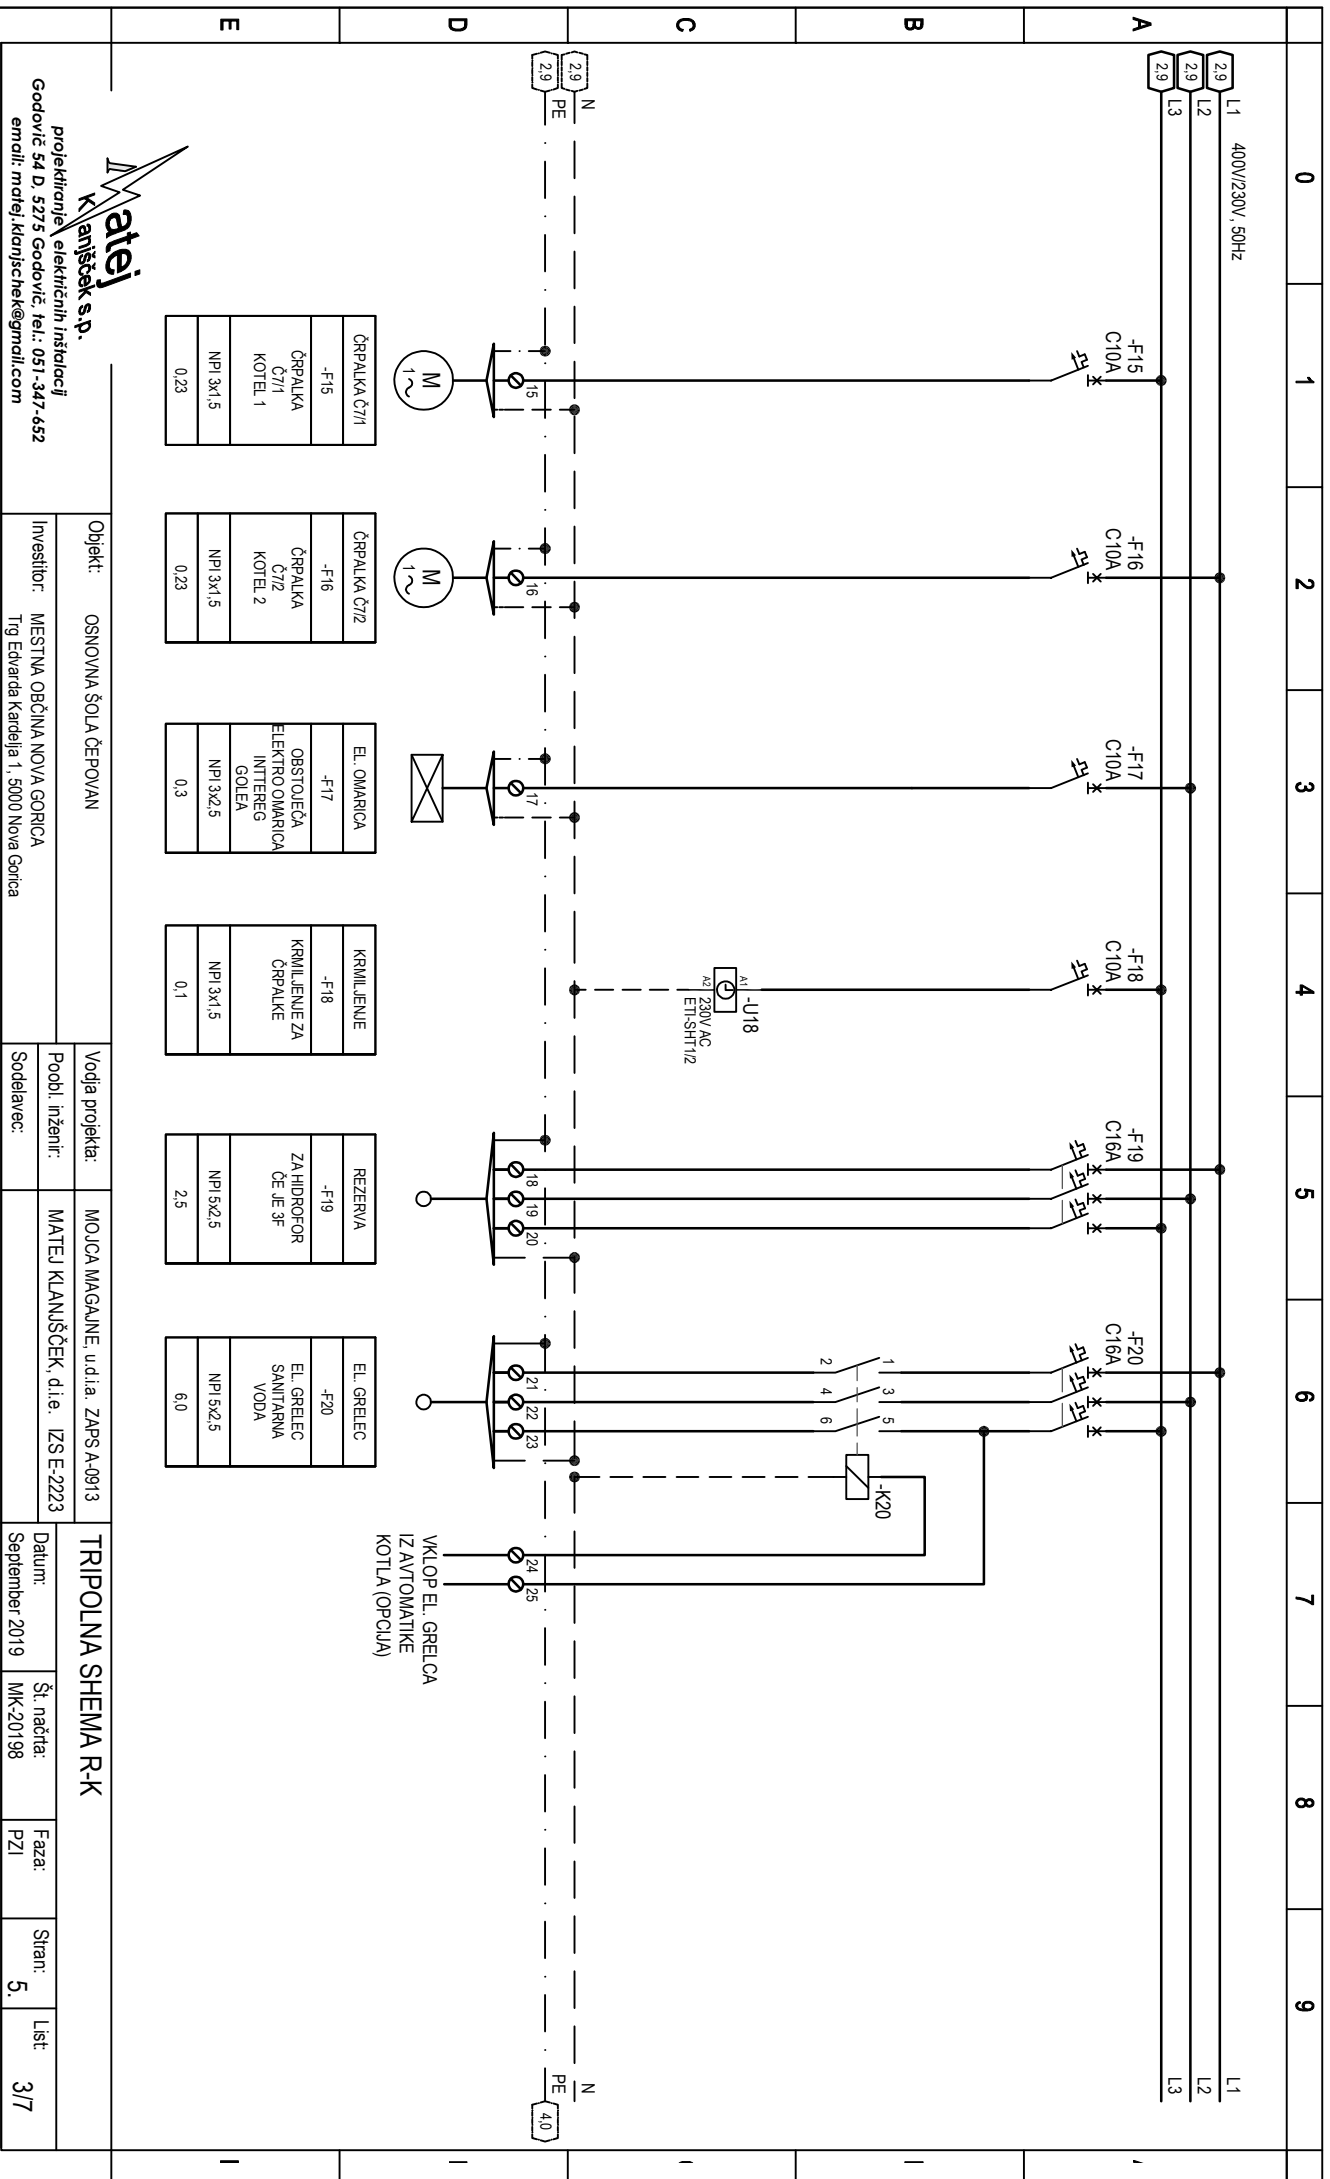 0 1 2 3 4 5 6 7 8 9
A
B
C
D
E
2,9 L1
2,9 L2
2,9 L3
400V/230V, 50Hz
L1
L2
L3
-F15
C10A
-F16
C10A
-F17
C10A
-F18
C10A
-F19
C16A
-F20
C16A
1 3 5
2 4 6
-K20
-U18
A1
A2
230V AC
ETI-SHT1/2
2,9 N
2,9 PE
N
PE 4,0
15
16
17
18 19 20
21 22 23
24 25
M
1~
M
1~
VKLOP EL. GRELCA
IZ AVTOMATIKE
KOTLA (OPCIJA)
ČRPALKA Č7/1
-F15
ČRPALKA
Č7/1
KOTEL 1
NPI 3x1,5
0,23
ČRPALKA Č7/2
-F16
ČRPALKA
Č7/2
KOTEL 2
NPI 3x1,5
0,23
EL. OMARICA
-F17
OBSTOJEČA
ELEKTRO OMARICA
INTTEREG
GOLEA
NPI 3x2,5
0,3
KRMILJENJE
-F18
KRMILJENJE ZA
ČRPALKE
NPI 3x1,5
0,1
REZERVA
-F19
ZA HIDROFOR
ČE JE 3F
NPI 5x2,5
2,5
EL. GRELEC
-F20
EL. GRELEC
SANITARNA
VODA
NPI 5x2,5
6,0
atej
K anjšček s.p.
projektiranje električnih inštalacij
Godovič 54 D, 5275 Godovič, tel.: 051-347-652
email: matej.klanjschek@gmail.com
Objekt: OSNOVNA ŠOLA ČEPOVAN
Investitor: MESTNA OBČINA NOVA GORICA
Trg Edvarda Kardelja 1, 5000 Nova Gorica
Vodja projekta: MOJCA MAGAJNE, u.d.i.a. ZAPS A-0913
Poobl. inženir: MATEJ KLANJŠČEK, d.i.e. IZS E-2223
Sodelavec:
TRIPOLNA SHEMA R-K
Datum:
September 2019
Št. načrta:
MK-20198
Faza:
PZI
Stran:
5.
List:
3/7